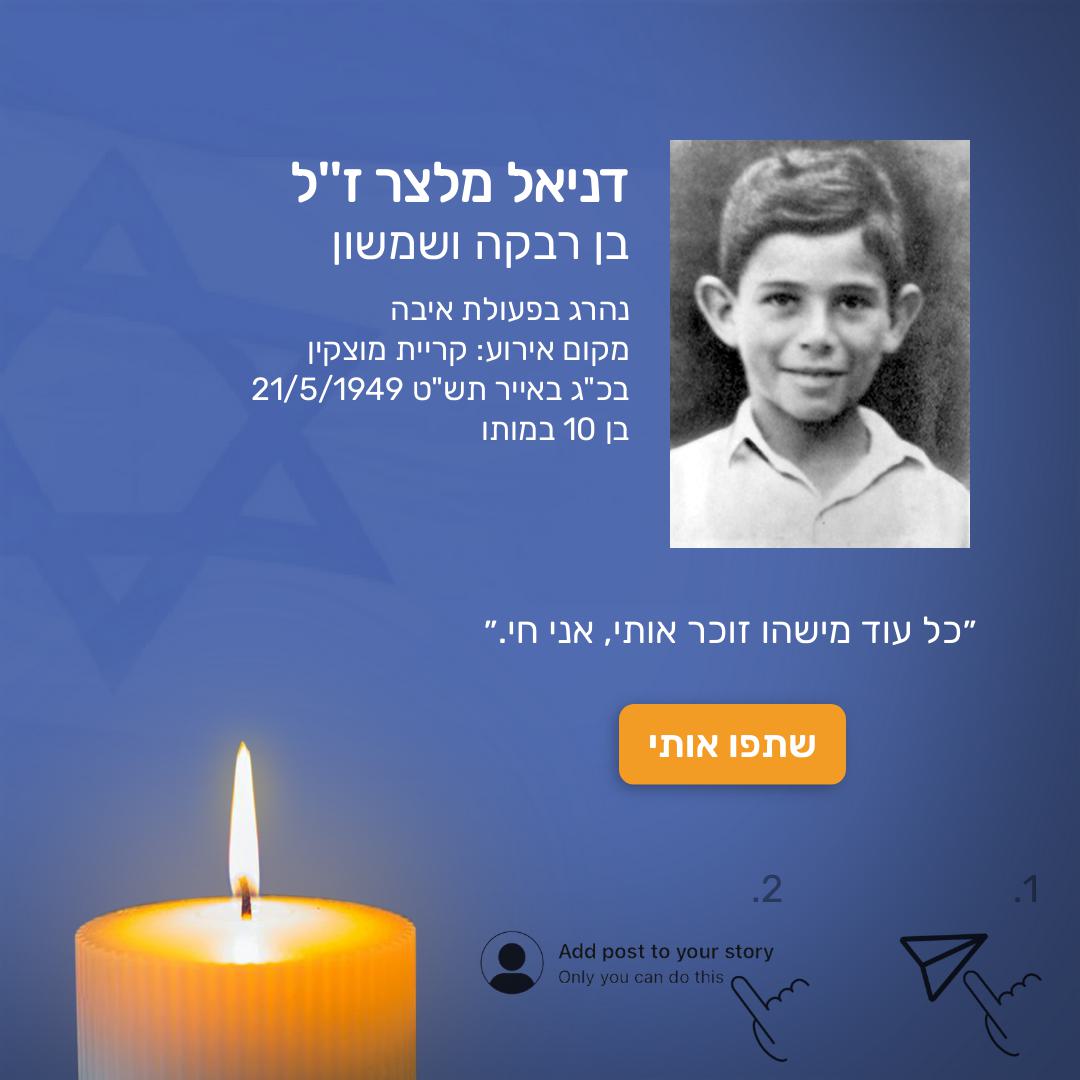 דניאל מלצר ז"ל
בן רבקה ושמשון
נהרג בפעולת איבה
מקום אירוע: קריית מוצקין
בכ"ג באייר תש"ט 21/5/1949
בן 10 במותו
״כל עוד מישהו זוכר אותי, אני חי.״
שתפו אותי
1.
2.
Add post to your story
Only you can do this